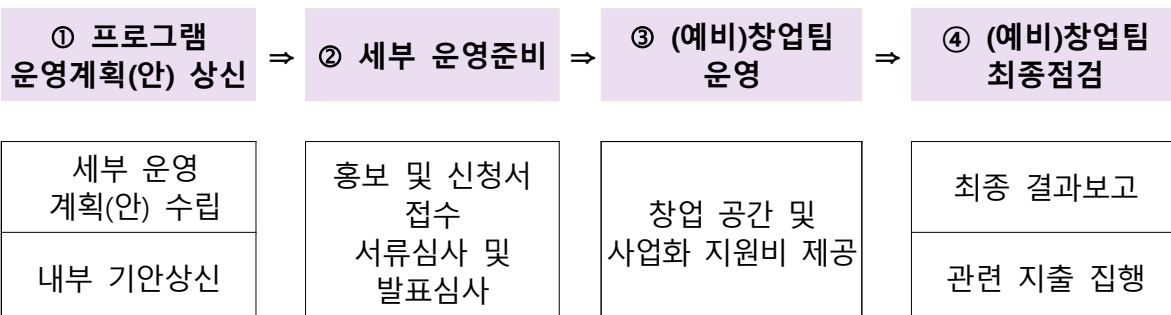 ① 프로그램
운영계획(안) 상신
⇒
② 세부 운영준비
⇒
③ (예비)창업팀
운영
⇒
④ (예비)창업팀
최종점검
세부 운영
계획(안) 수립
내부 기안상신
홍보 및 신청서
접수
서류심사 및
발표심사
창업 공간 및
사업화 지원비 제공
최종 결과보고
관련 지출 집행